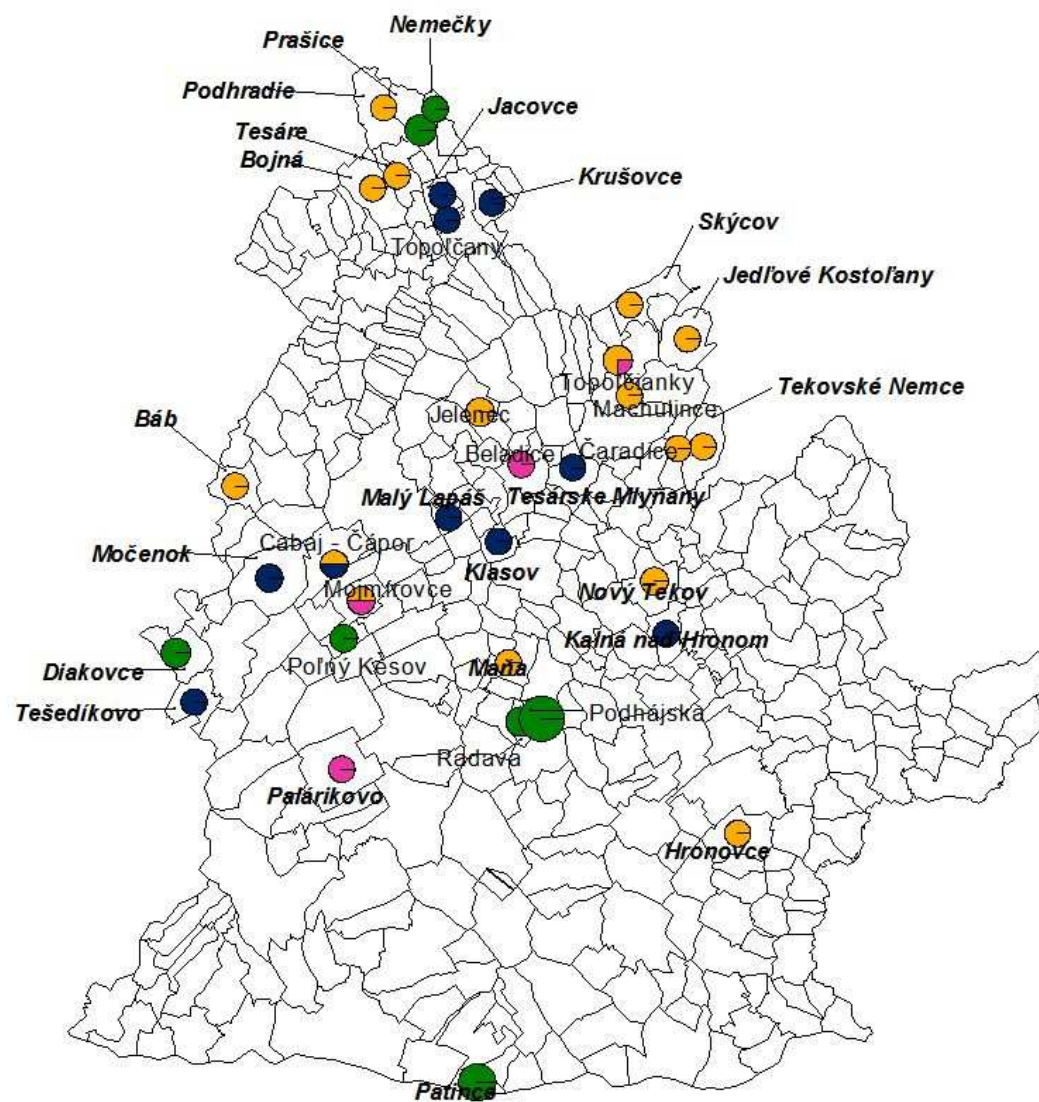 Nemečky
Prašice
Podhradie
Jacovce
Tesáre
Bojná
Krušovce
Skýcov
Topoľčany
Jedľové Kostoľany
Topoľčianky
Tekovské Nemce
Machulince
Jelenec
Báb
Beladice
Čaradice
Malý Lapáš
Tesárske Mlyňany
Cabaj - Čápor
Močenok
Klasov
Mojmírovce
Nový Tekov
Kalná nad Hronom
Poľný Kesov
Maňa
Diakovce
Tešedíkovo
Podhájska
Radava
Palárikovo
Hronovce
Patince